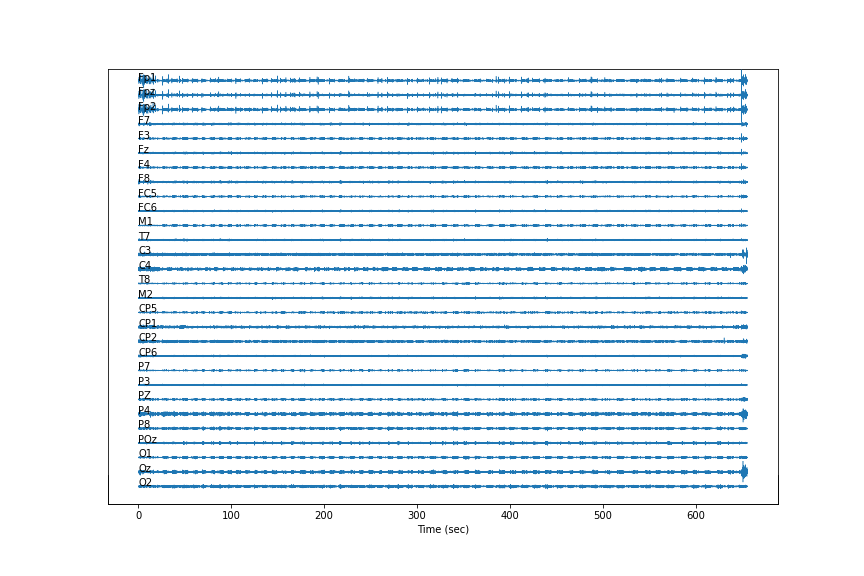 Fp1
Fpz
Fp2
F7
F3
Fz
F4
F8
FC5
FC6
M1
T7
C3
C4
T8
M2
CP5
CP1
CP2
CP6
P7
P3
PZ
P4
P8
POz
O1
Oz
O2
0 100 200 300 400 500 600
Time (sec)